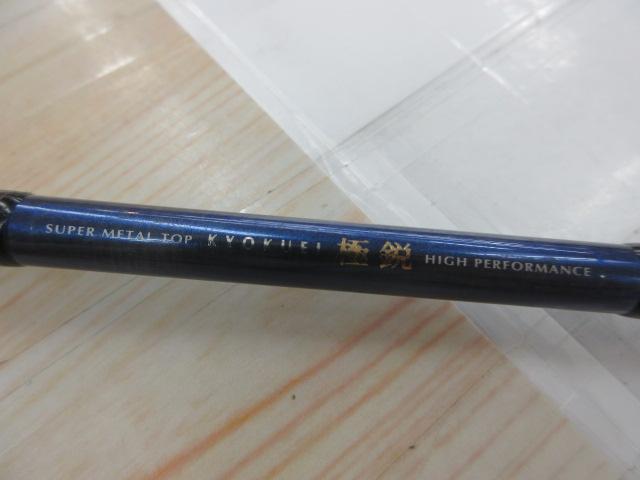 SUPER METAL TOP KYOKUEI 極鋭 HIGH PERFORMANCE